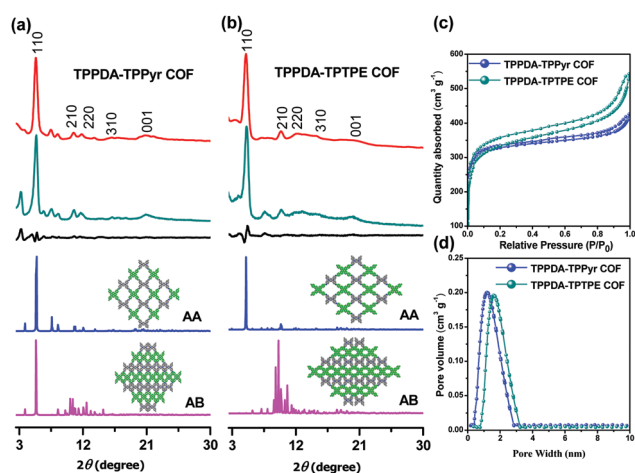 (a)
110
TPPDA-TPPyr COF
210
220
310
001
AA
AB
3 12 21 30
2θ (degree)
(b)
110
TPPDA-TPTPE COF
210
220
310
001
AA
AB
3 12 21 30
2θ (degree)
(c)
TPPDA-TPPyr COF
TPPDA-TPTPE COF
Quantity absorbed (cm³ g⁻¹)
600
500
400
300
200
100
0.0 0.2 0.4 0.6 0.8 1.0
Relative Pressure (P/P₀)
(d)
TPPDA-TPPyr COF
TPPDA-TPTPE COF
Pore volume (cm³ g⁻¹)
0.25
0.20
0.15
0.10
0.05
0.00
0 2 4 6 8 10
Pore Width (nm)